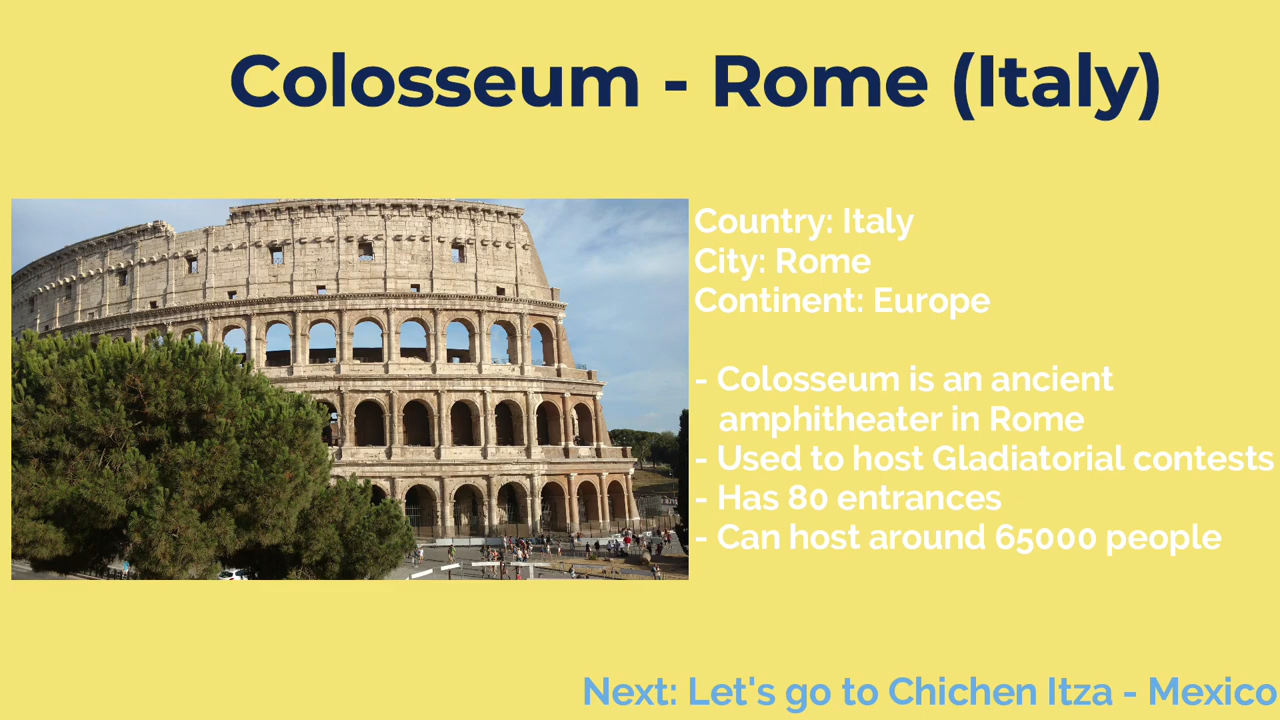 Colosseum - Rome (Italy)
Country: Italy
City: Rome
Continent: Europe
- Colosseum is an ancient
amphitheater in Rome
- Used to host Gladiatorial contests
- Has 80 entrances
- Can host around 65000 people
Next: Let's go to Chichen Itza - Mexico